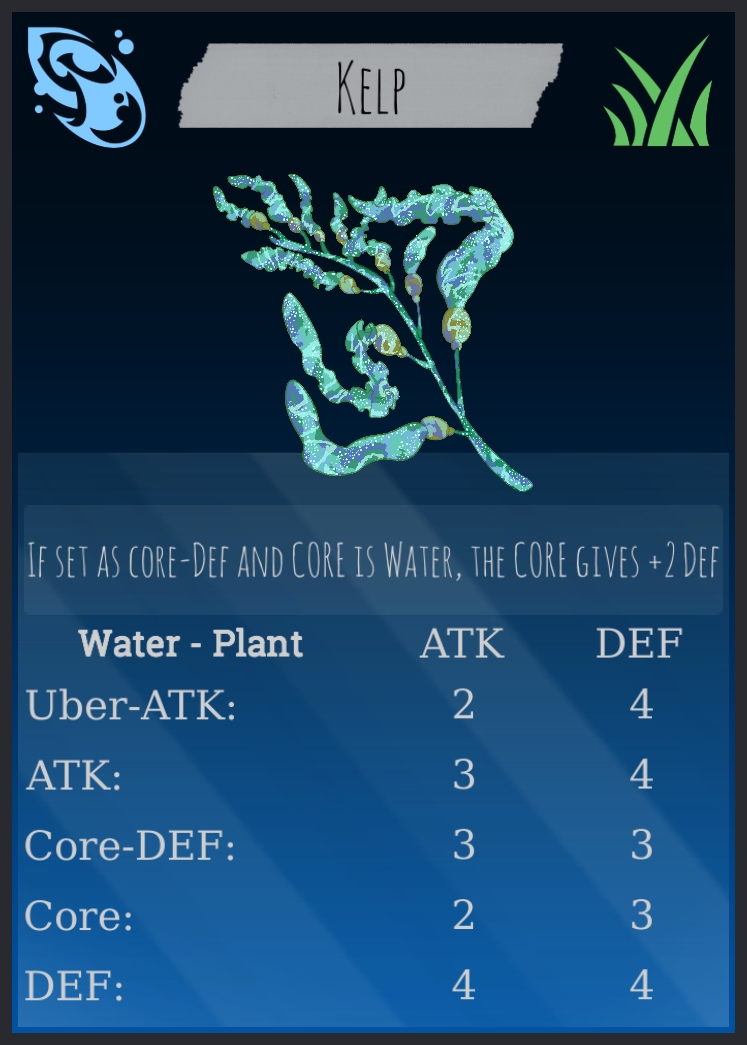 Kelp
If set as core-Def and CORE is Water, the CORE gives +2 Def
Water - Plant ATK DEF
Uber-ATK: 2 4
ATK: 3 4
Core-DEF: 3 3
Core: 2 3
DEF: 4 4